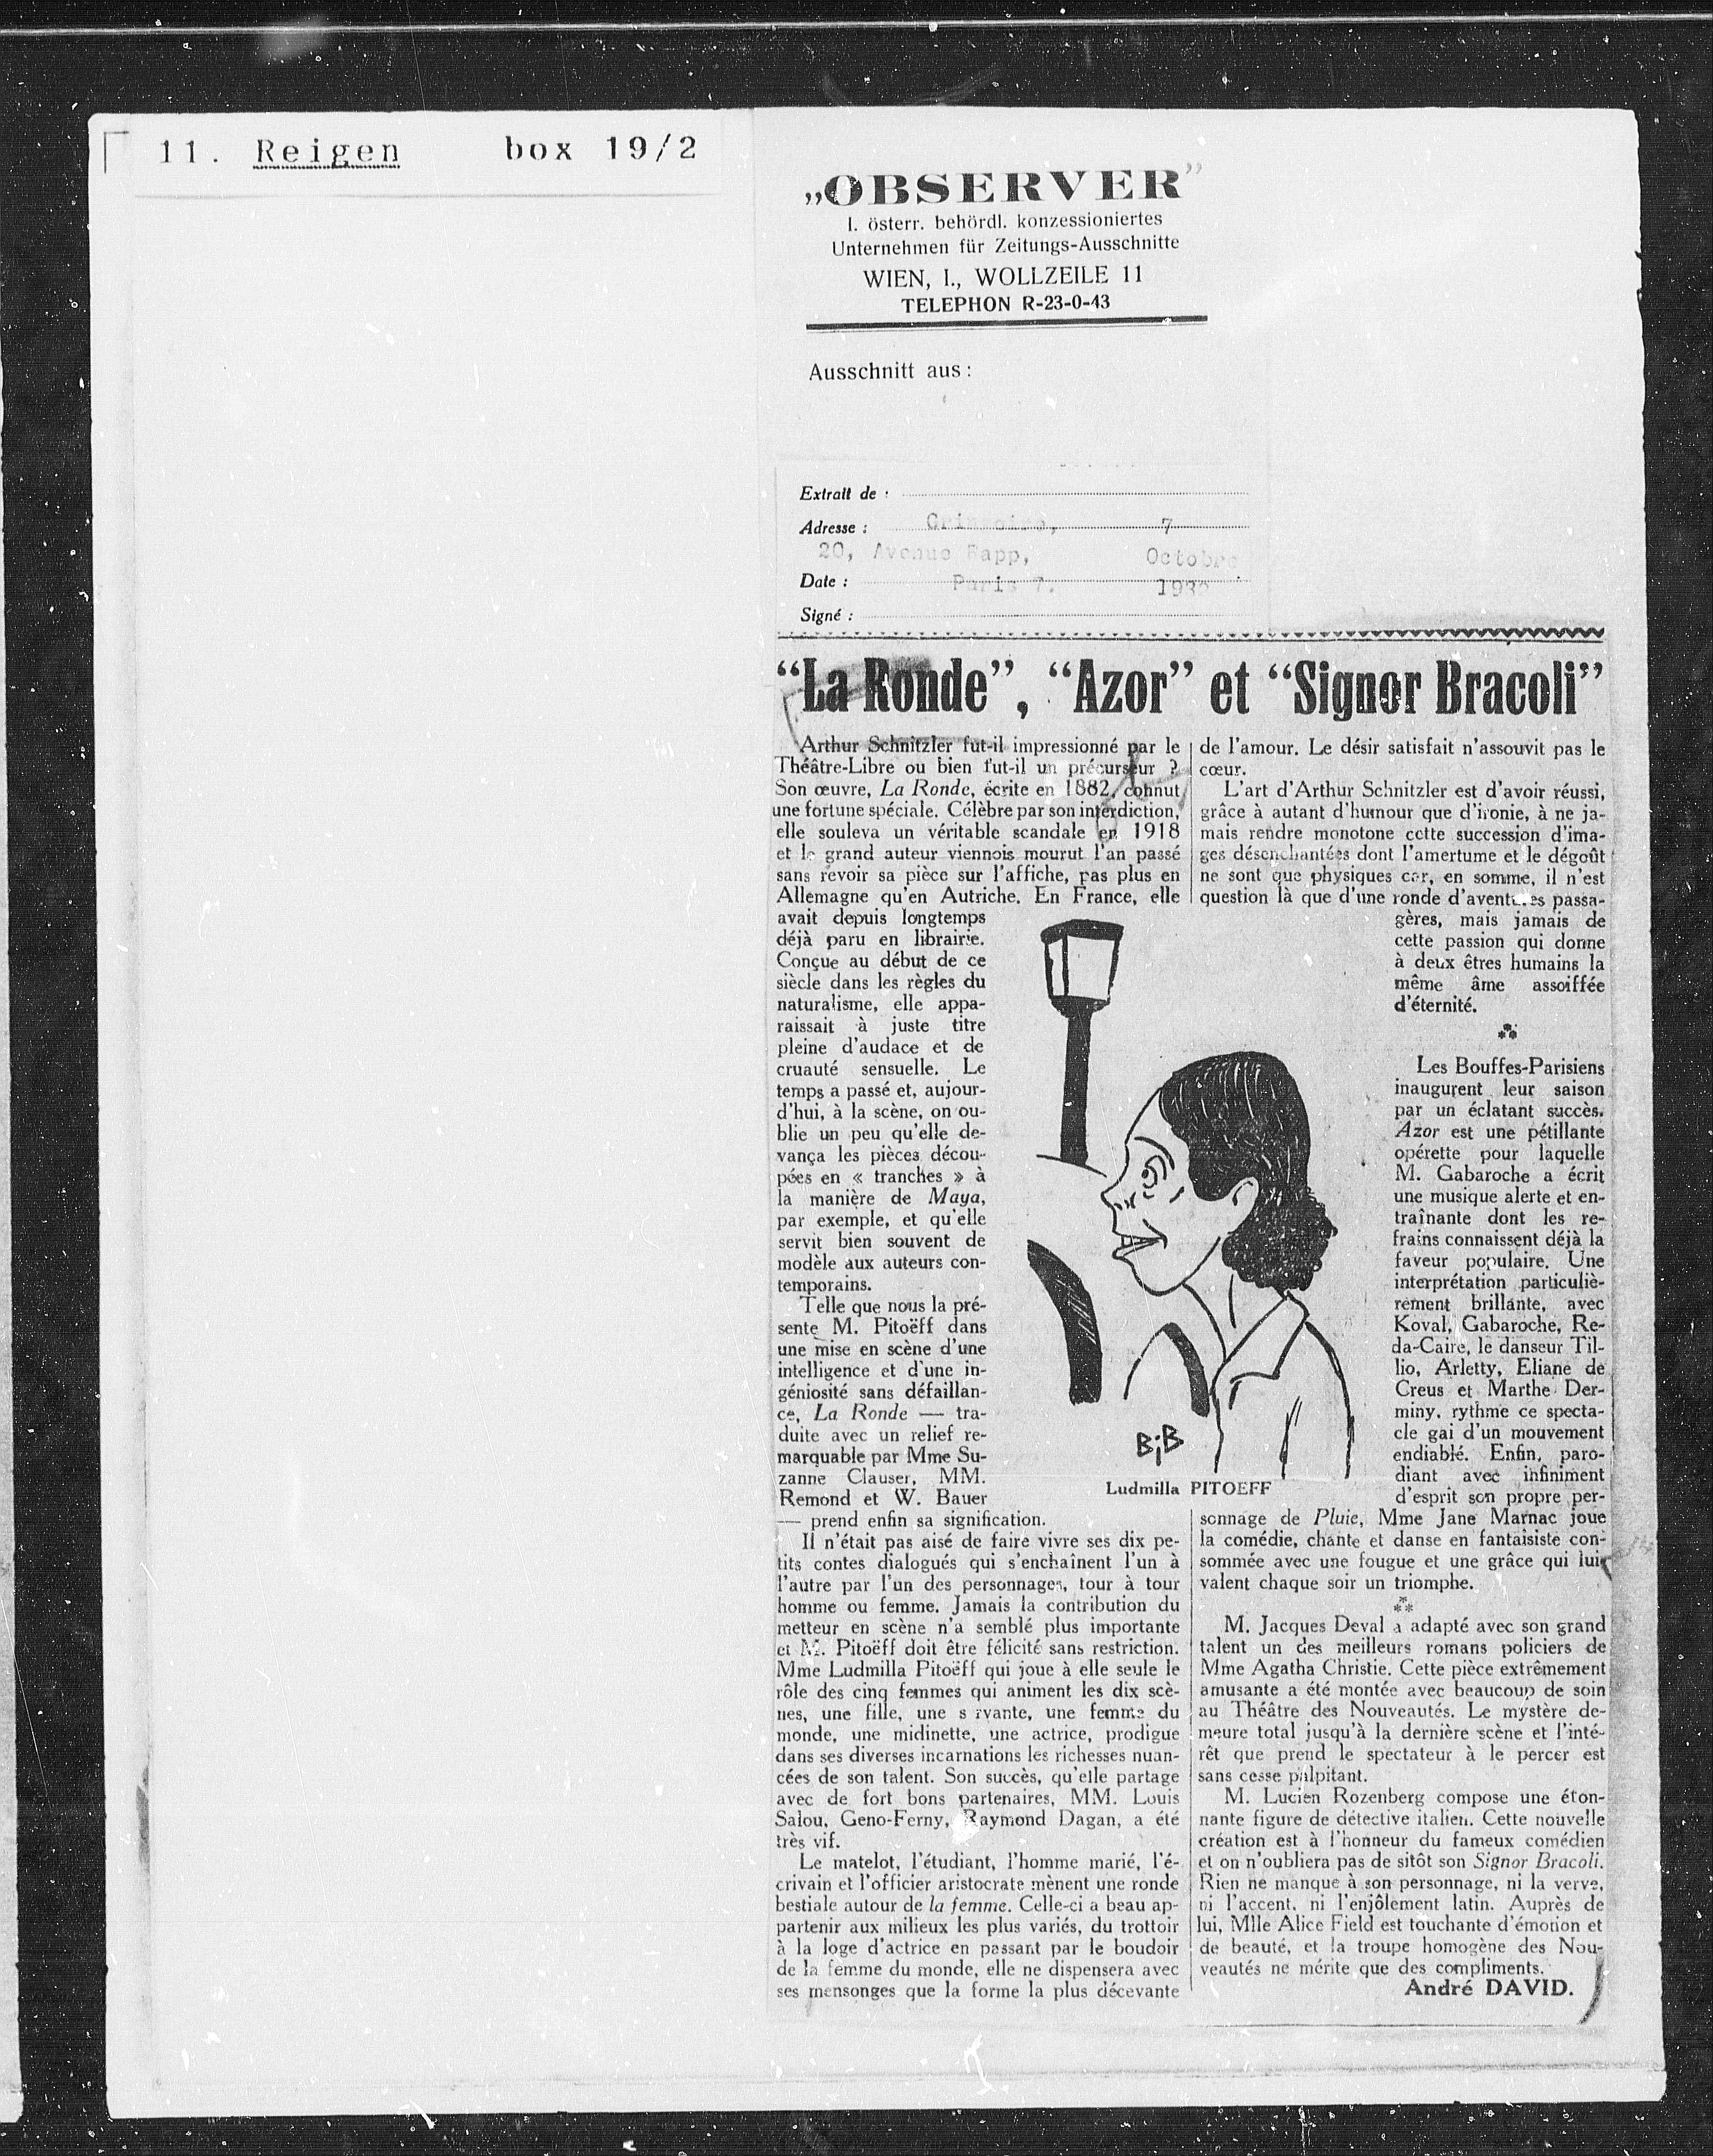 11. Reigen box 19/2
„OBSERVER”
I. österr. behördl. konzessioniertes
Unternehmen für Zeitungs-Ausschnitte
WIEN, I., WOLLZEILE 11
TELEPHON R-23-0-43
Ausschnitt aus:
Extrait de :
Adresse : 7
20, Avenue Rapp, Octobre
Date : Paris 7.
Signé :
“La Ronde”, “Azor” et “Signor Bracoli”
Arthur Schnitzler fut-il impressionné par le
Théâtre-Libre ou bien fut-il un précurseur ?
Son œuvre, La Ronde, écrite en 1882, connut
une fortune spéciale. Célèbre par son interdiction,
elle souleva un véritable scandale en 1918
et le grand auteur viennois mourut l'an passé
sans revoir sa pièce sur l'affiche, pas plus en
Allemagne qu'en Autriche. En France, elle
avait depuis longtemps
déjà paru en librairie.
Conçue au début de ce
siècle dans les règles du
naturalisme, elle appa-
raissait à juste titre
pleine d'audace et de
cruauté sensuelle. Le
temps a passé et, aujour-
d'hui, à la scène, on ou-
blie un peu qu'elle de-
vança les pièces décou-
pées en « tranches » à
la manière de Maya,
par exemple, et qu'elle
servit bien souvent de
modèle aux auteurs con-
temporains.
Telle que nous la pré-
sente M. Pitoëff dans
une mise en scène d'une
intelligence et d'une in-
géniosité sans défaillan-
ce, La Ronde — tra-
duite avec un relief re-
marquable par Mme Su-
zanne Clauser, MM.
Remond et W. Bauer
— prend enfin sa signification.
Il n'était pas aisé de faire vivre ses dix pe-
tits contes dialogués qui s'enchaînent l'un à
l'autre par l'un des personnages, tour à tour
homme ou femme. Jamais la contribution du
metteur en scène n'a semblé plus importante
et M. Pitoëff doit être félicité sans restriction.
Mme Ludmilla Pitoëff qui joue à elle seule le
rôle des cinq femmes qui animent les dix scè-
nes, une fille, une s rvante, une femme du
monde, une midinette, une actrice, prodigue
dans ses diverses incarnations les richesses nuan-
cées de son talent. Son succès, qu'elle partage
avec de fort bons partenaires, MM. Louis
Salou, Geno-Ferny, Raymond Dagan, a été
très vif.
Le matelot, l'étudiant, l'homme marié, l'é-
crivain et l'officier aristocrate mènent une ronde
bestiale autour de la femme. Celle-ci a beau ap-
partenir aux milieux les plus variés, du trottoir
à la loge d'actrice en passant par le boudoir
de la femme du monde, elle ne dispensera avec
ses mensonges que la forme la plus décevante
BiB
Ludmilla PITOEFF
de l'amour. Le désir satisfait n'assouvit pas le
cœur.
L'art d'Arthur Schnitzler est d'avoir réussi,
grâce à autant d'humour que d'ironie, à ne ja-
mais rendre monotone cette succession d'ima-
ges désenchantées dont l'amertume et le dégoût
ne sont que physiques car, en somme, il n'est
question là que d'une ronde d'aventures passa-
gères, mais jamais de
cette passion qui donne
à deux êtres humains la
même âme assoiffée
d'éternité.
Les Bouffes-Parisiens
inaugurent leur saison
par un éclatant succès.
Azor est une pétillante
opérette pour laquelle
M. Gabaroche a écrit
une musique alerte et en-
traînante dont les re-
frains connaissent déjà la
faveur populaire. Une
interprétation particuliè-
rement brillante, avec
Koval, Gabaroche, Re-
da-Caire, le danseur Til-
lio, Arletty, Eliane de
Creus et Marthe Der-
miny, rythme ce specta-
cle gai d'un mouvement
endiablé. Enfin, paro-
diant avec infiniment
d'esprit son propre per-
sonnage de Pluie, Mme Jane Marnac joue
la comédie, chante et danse en fantaisiste con-
sommée avec une fougue et une grâce qui lui
valent chaque soir un triomphe.
M. Jacques Deval a adapté avec son grand
talent un des meilleurs romans policiers de
Mme Agatha Christie. Cette pièce extrêmement
amusante a été montée avec beaucoup de soin
au Théâtre des Nouveautés. Le mystère de-
meure total jusqu'à la dernière scène et l'inté-
rêt que prend le spectateur à le percer est
sans cesse palpitant.
M. Lucien Rozenberg compose une éton-
nante figure de détective italien. Cette nouvelle
création est à l'honneur du fameux comédien
et on n'oubliera pas de sitôt son Signor Bracoli.
Rien ne manque à son personnage, ni la verve,
ni l'accent, ni l'enjôlement latin. Auprès de
lui, Mlle Alice Field est touchante d'émotion et
de beauté, et la troupe homogène des Nou-
veautés ne mérite que des compliments.
André DAVID.